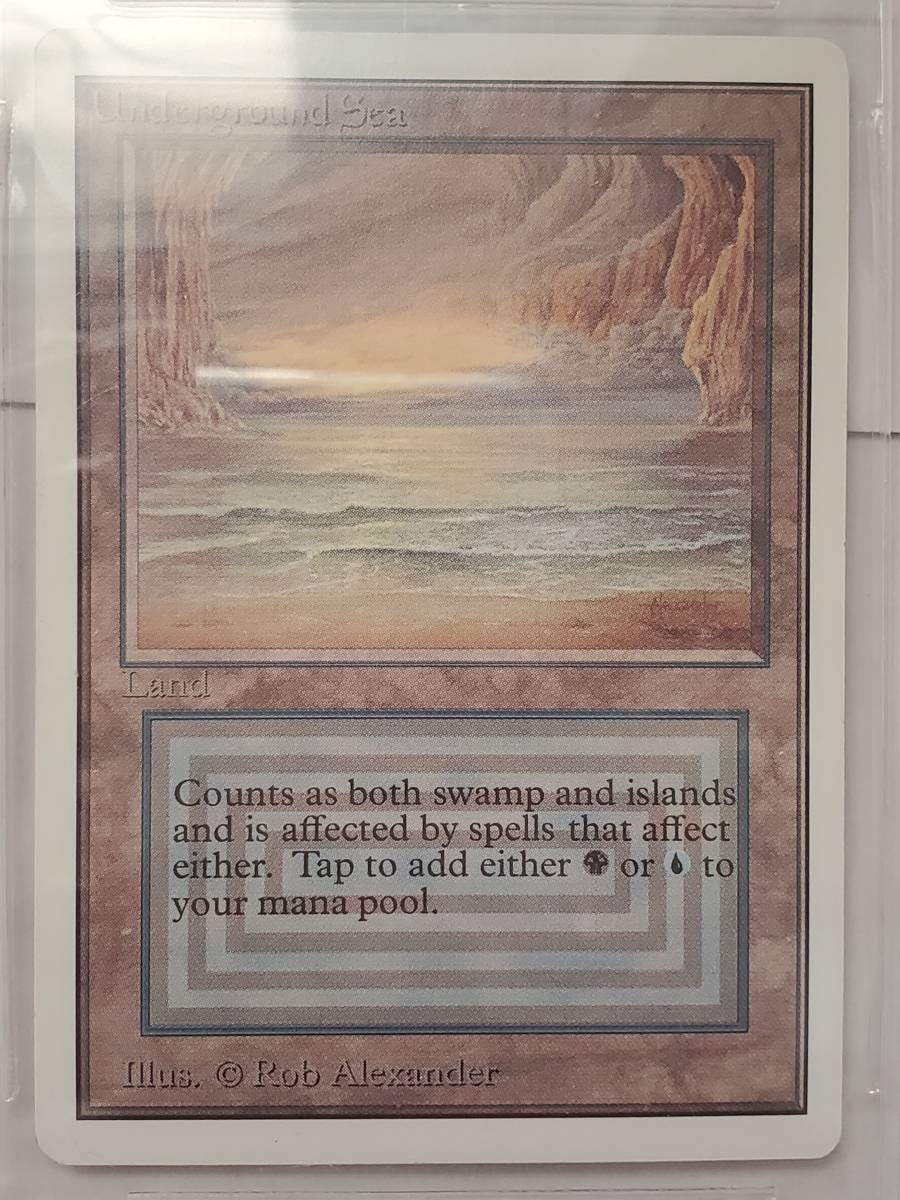 Underground Sea
Land
Counts as both swamp and islands
and is affected by spells that affect
either. Tap to add either or to
your mana pool.
Illus. © Rob Alexander